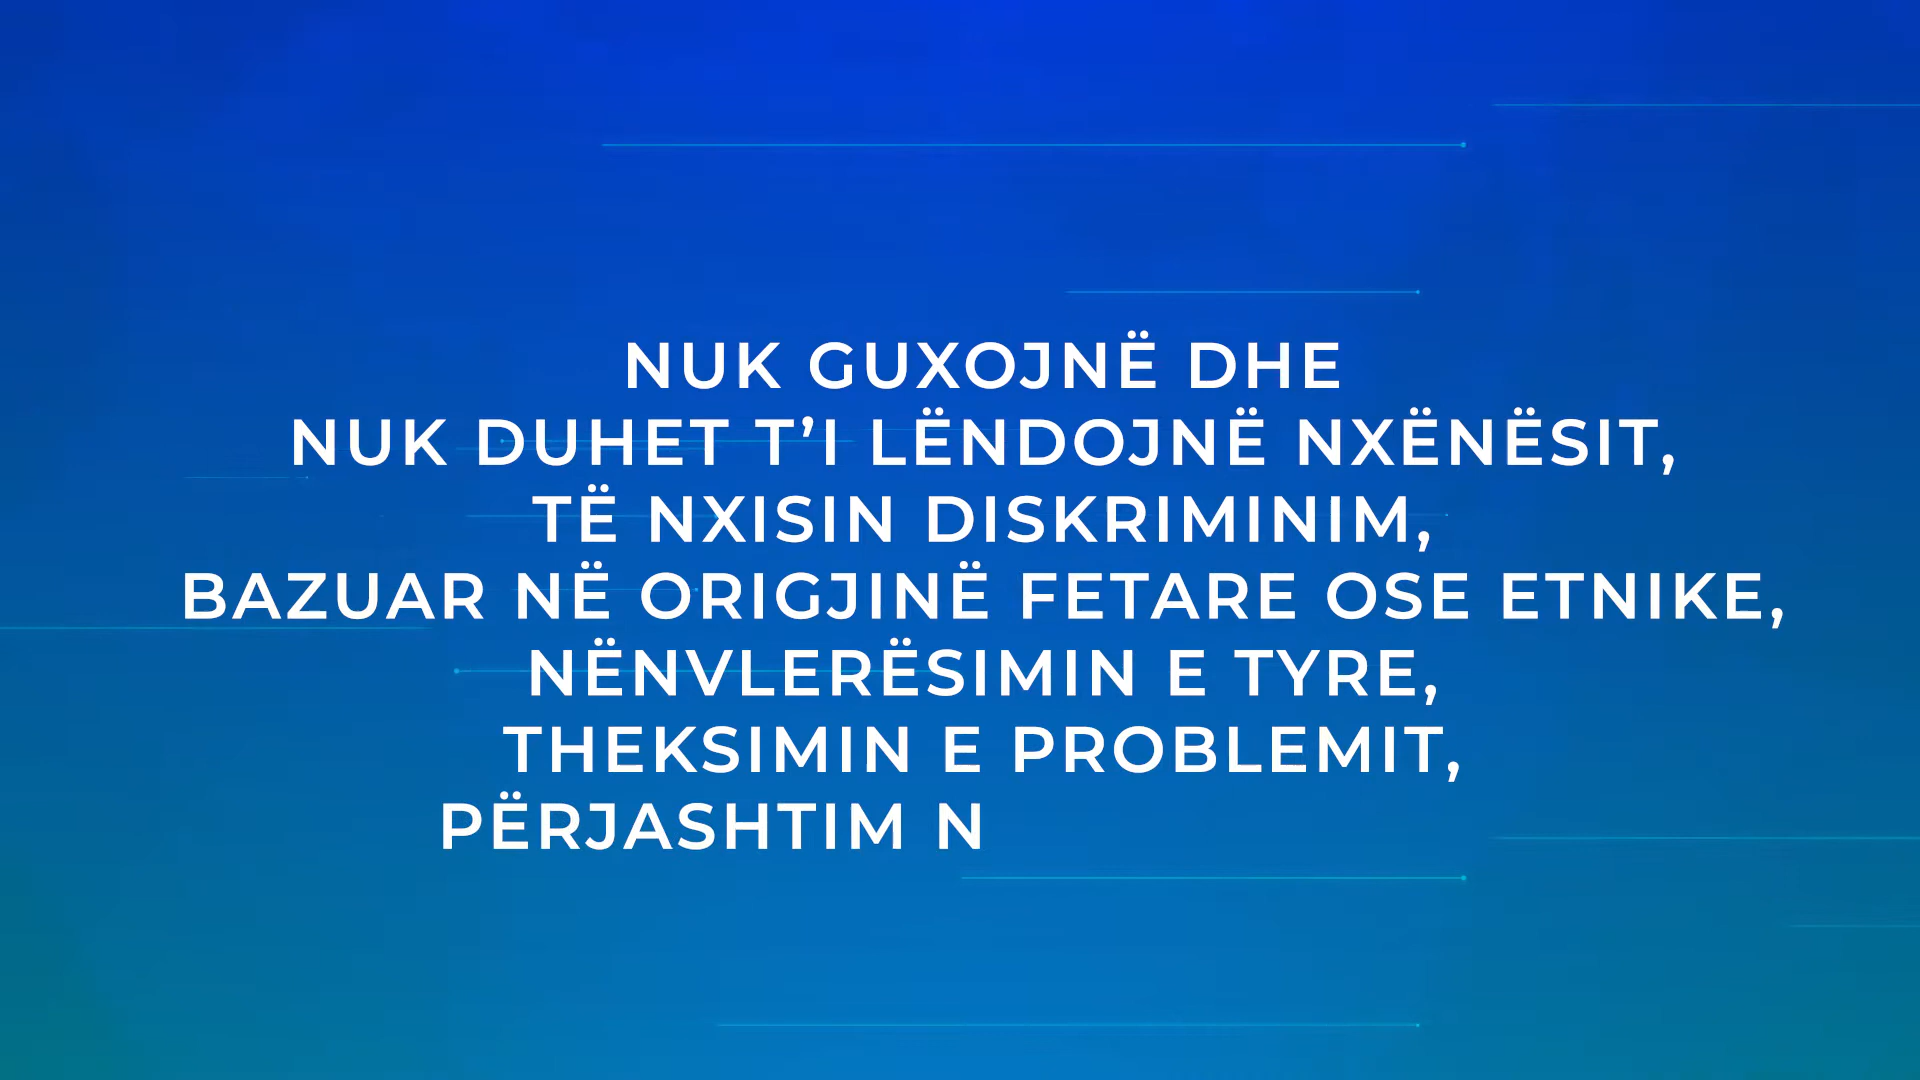 NUK GUXOJNË DHE
NUK DUHET T’I LËNDOJNË NXËNËSIT,
TË NXISIN DISKRIMINIM,
BAZUAR NË ORIGJINË FETARE OSE ETNIKE,
NËNVLERËSIMIN E TYRE,
THEKSIMIN E PROBLEMIT,
PËRJASHTIM N